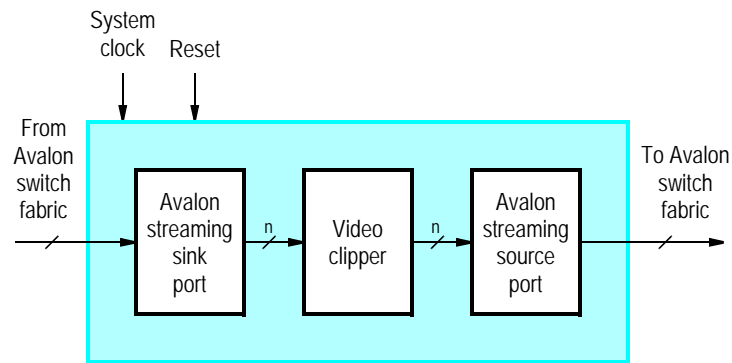 System
clock
Reset
From
Avalon
switch
fabric
Avalon
streaming
sink
port
n
Video
clipper
n
Avalon
streaming
source
port
To Avalon
switch
fabric